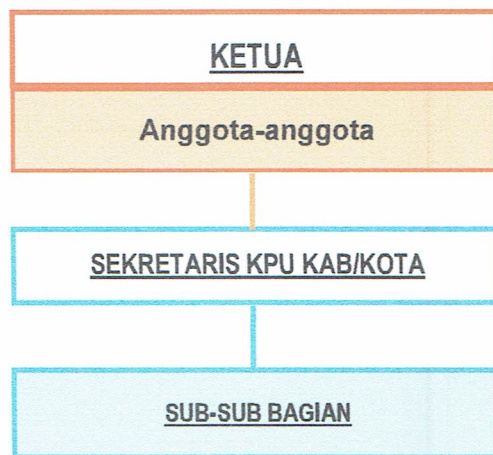 KETUA
Anggota-anggota
SEKRETARIS KPU KAB/KOTA
SUB-SUB BAGIAN